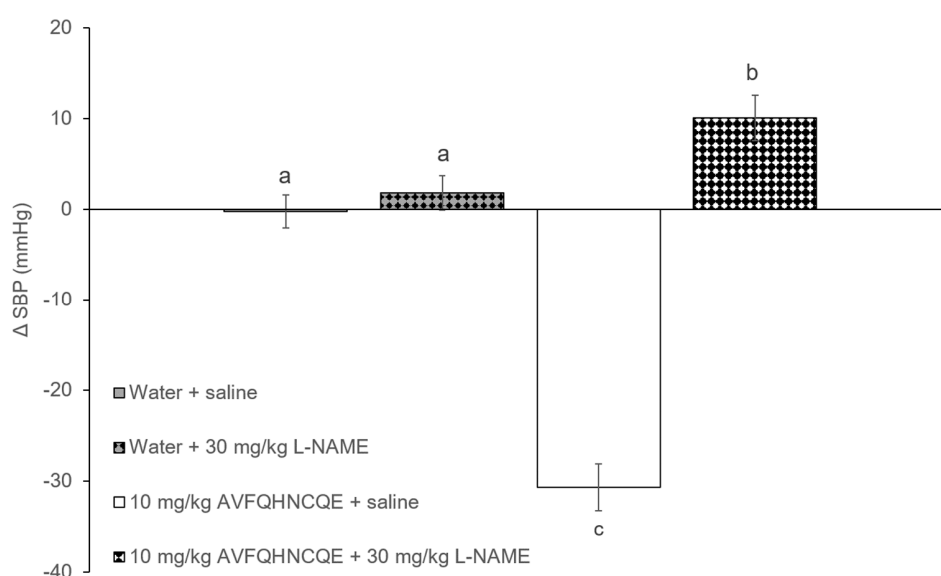 20
10
0
-10
-20
-30
-40
Δ SBP (mmHg)
a
a
b
c
Water + saline
Water + 30 mg/kg L-NAME
10 mg/kg AVFQHNCQE + saline
10 mg/kg AVFQHNCQE + 30 mg/kg L-NAME